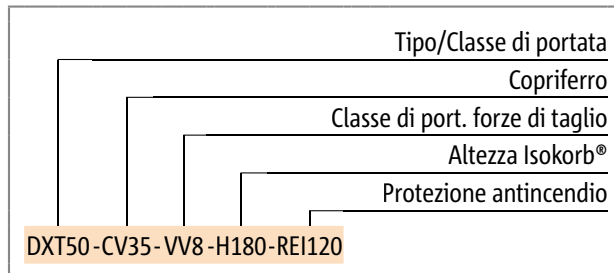 Tipo/Classe di portata
Copriferro
Classe di port. forze di taglio
Altezza Isokorb®
Protezione antincendio
DXT50-CV35-VV8-H180-REI120